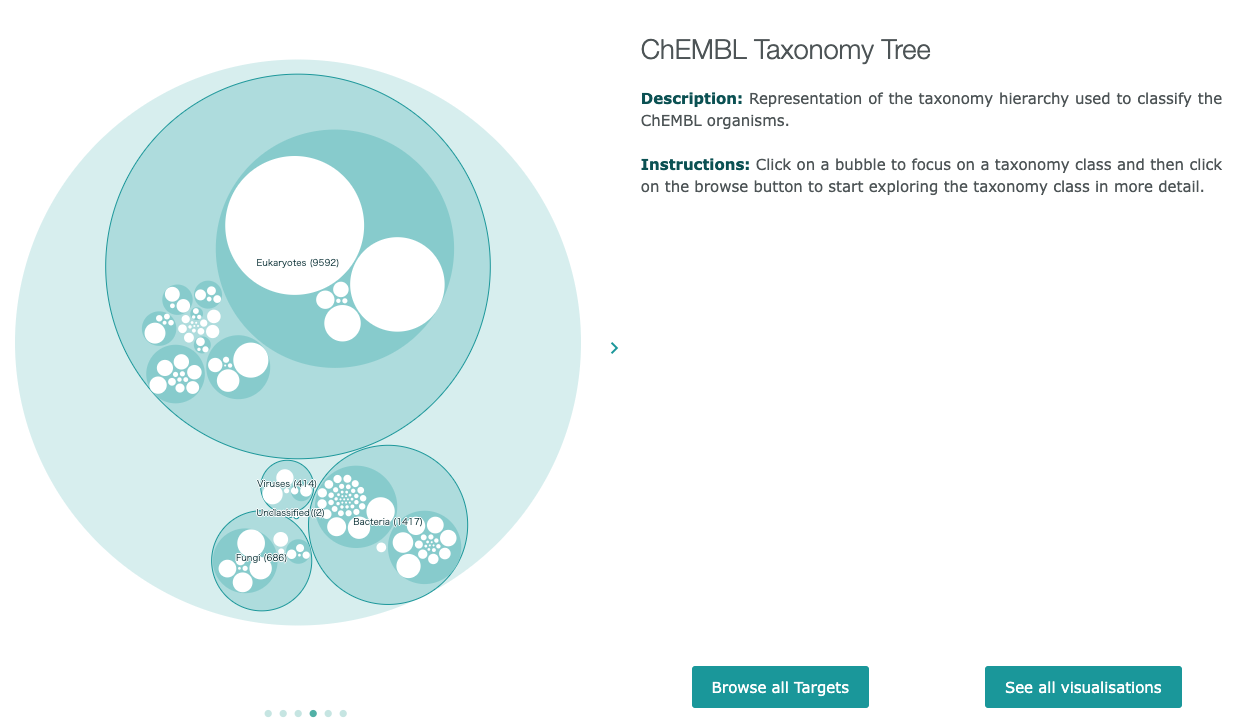 ChEMBL Taxonomy Tree
Description: Representation of the taxonomy hierarchy used to classify the
ChEMBL organisms.
Instructions: Click on a bubble to focus on a taxonomy class and then click
on the browse button to start exploring the taxonomy class in more detail.
Eukaryotes (9592)
Viruses (414)
Unclassified (2)
Bacteria (1417)
Fungi (686)
Browse all Targets
See all visualisations